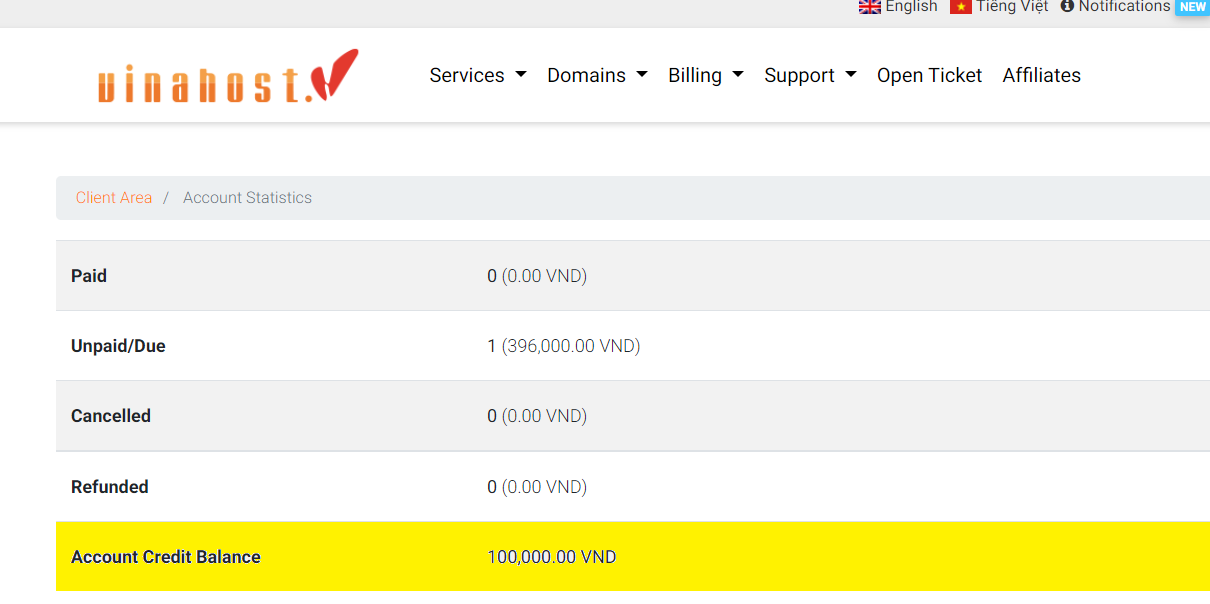 English Tiếng Việt Notifications NEW
vinahost.
Services Domains Billing Support Open Ticket Affiliates
Client Area / Account Statistics
Paid 0 (0.00 VND)
Unpaid/Due 1 (396,000.00 VND)
Cancelled 0 (0.00 VND)
Refunded 0 (0.00 VND)
Account Credit Balance 100,000.00 VND